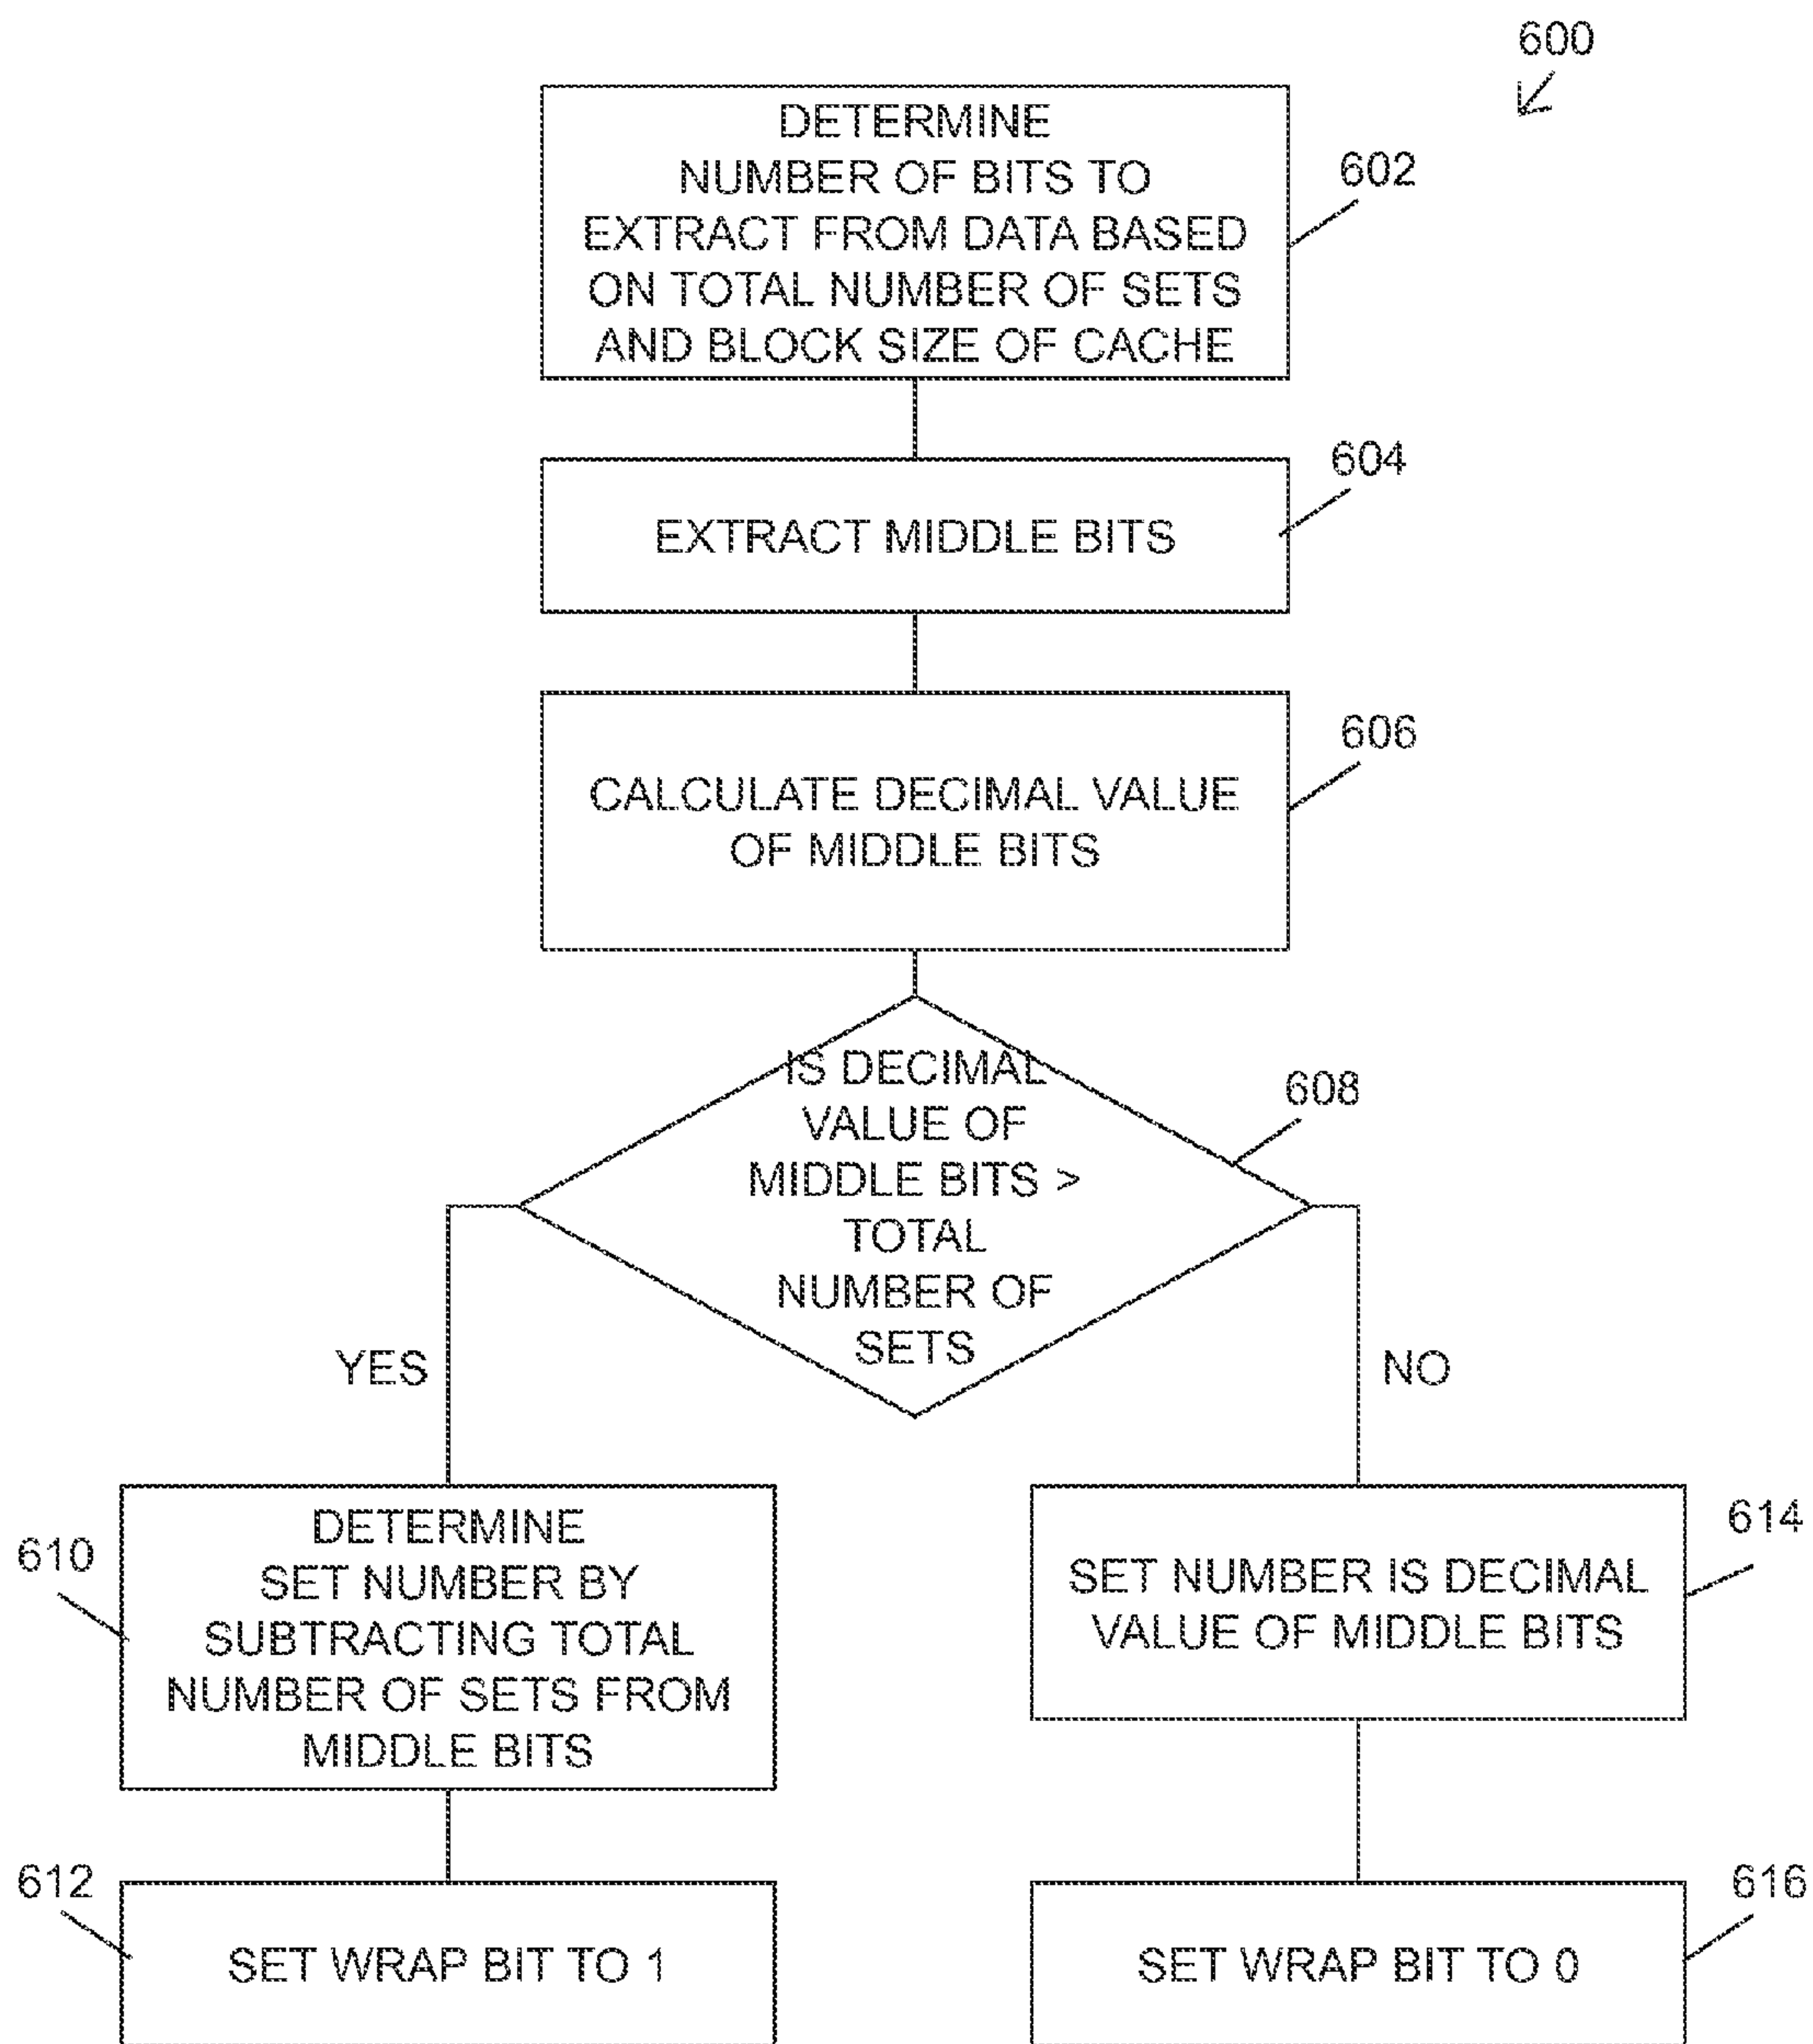 600
DETERMINE
NUMBER OF BITS TO
EXTRACT FROM DATA BASED
ON TOTAL NUMBER OF SETS
AND BLOCK SIZE OF CACHE
602
EXTRACT MIDDLE BITS
604
CALCULATE DECIMAL VALUE
OF MIDDLE BITS
606
IS DECIMAL
VALUE OF
MIDDLE BITS >
TOTAL
NUMBER OF
SETS
608
YES
NO
610
DETERMINE
SET NUMBER BY
SUBTRACTING TOTAL
NUMBER OF SETS FROM
MIDDLE BITS
614
SET NUMBER IS DECIMAL
VALUE OF MIDDLE BITS
612
SET WRAP BIT TO 1
616
SET WRAP BIT TO 0